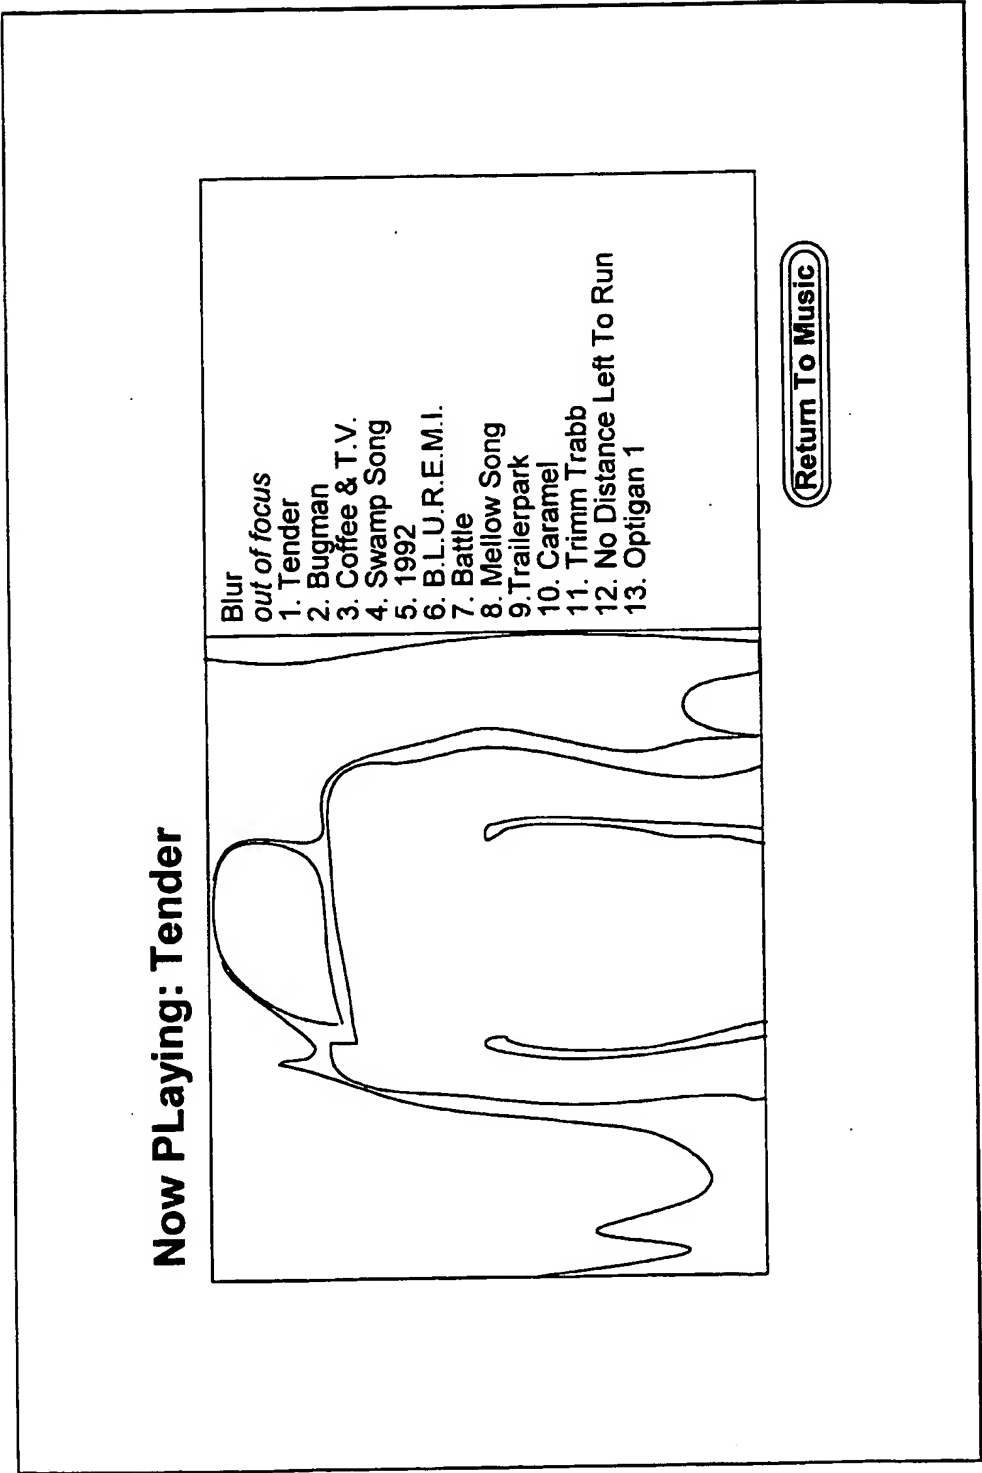 Now PLaying: Tender
Blur
out of focus
1. Tender
2. Bugman
3. Coffee & T.V.
4. Swamp Song
5. 1992
6. B.L.U.R.E.M.I.
7. Battle
8. Mellow Song
9.Trailerpark
10. Caramel
11. Trimm Trabb
12. No Distance Left To Run
13. Optigan 1
Return To Music